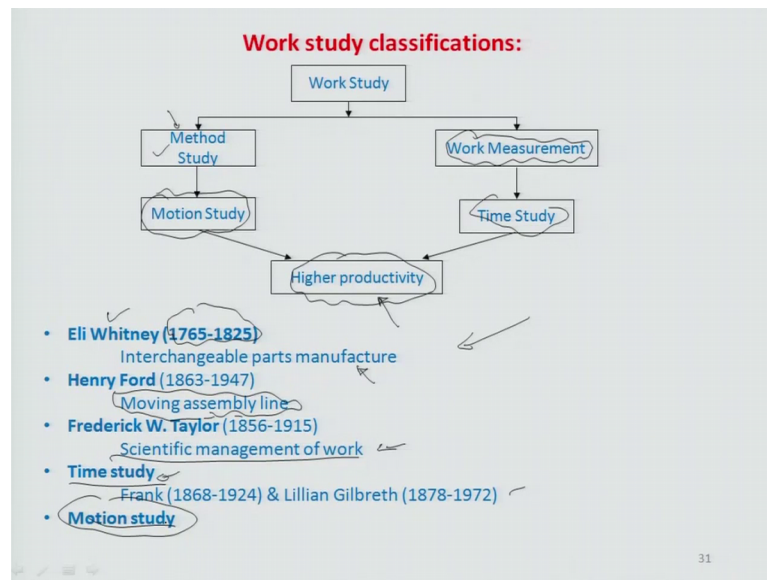 Work study classifications:
Work Study
Method
Study
Work Measurement
Motion Study
Time Study
Higher productivity
• Eli Whitney (1765-1825)
Interchangeable parts manufacture
• Henry Ford (1863-1947)
Moving assembly line
• Frederick W. Taylor (1856-1915)
Scientific management of work
• Time study
Frank (1868-1924) & Lillian Gilbreth (1878-1972)
• Motion study
31